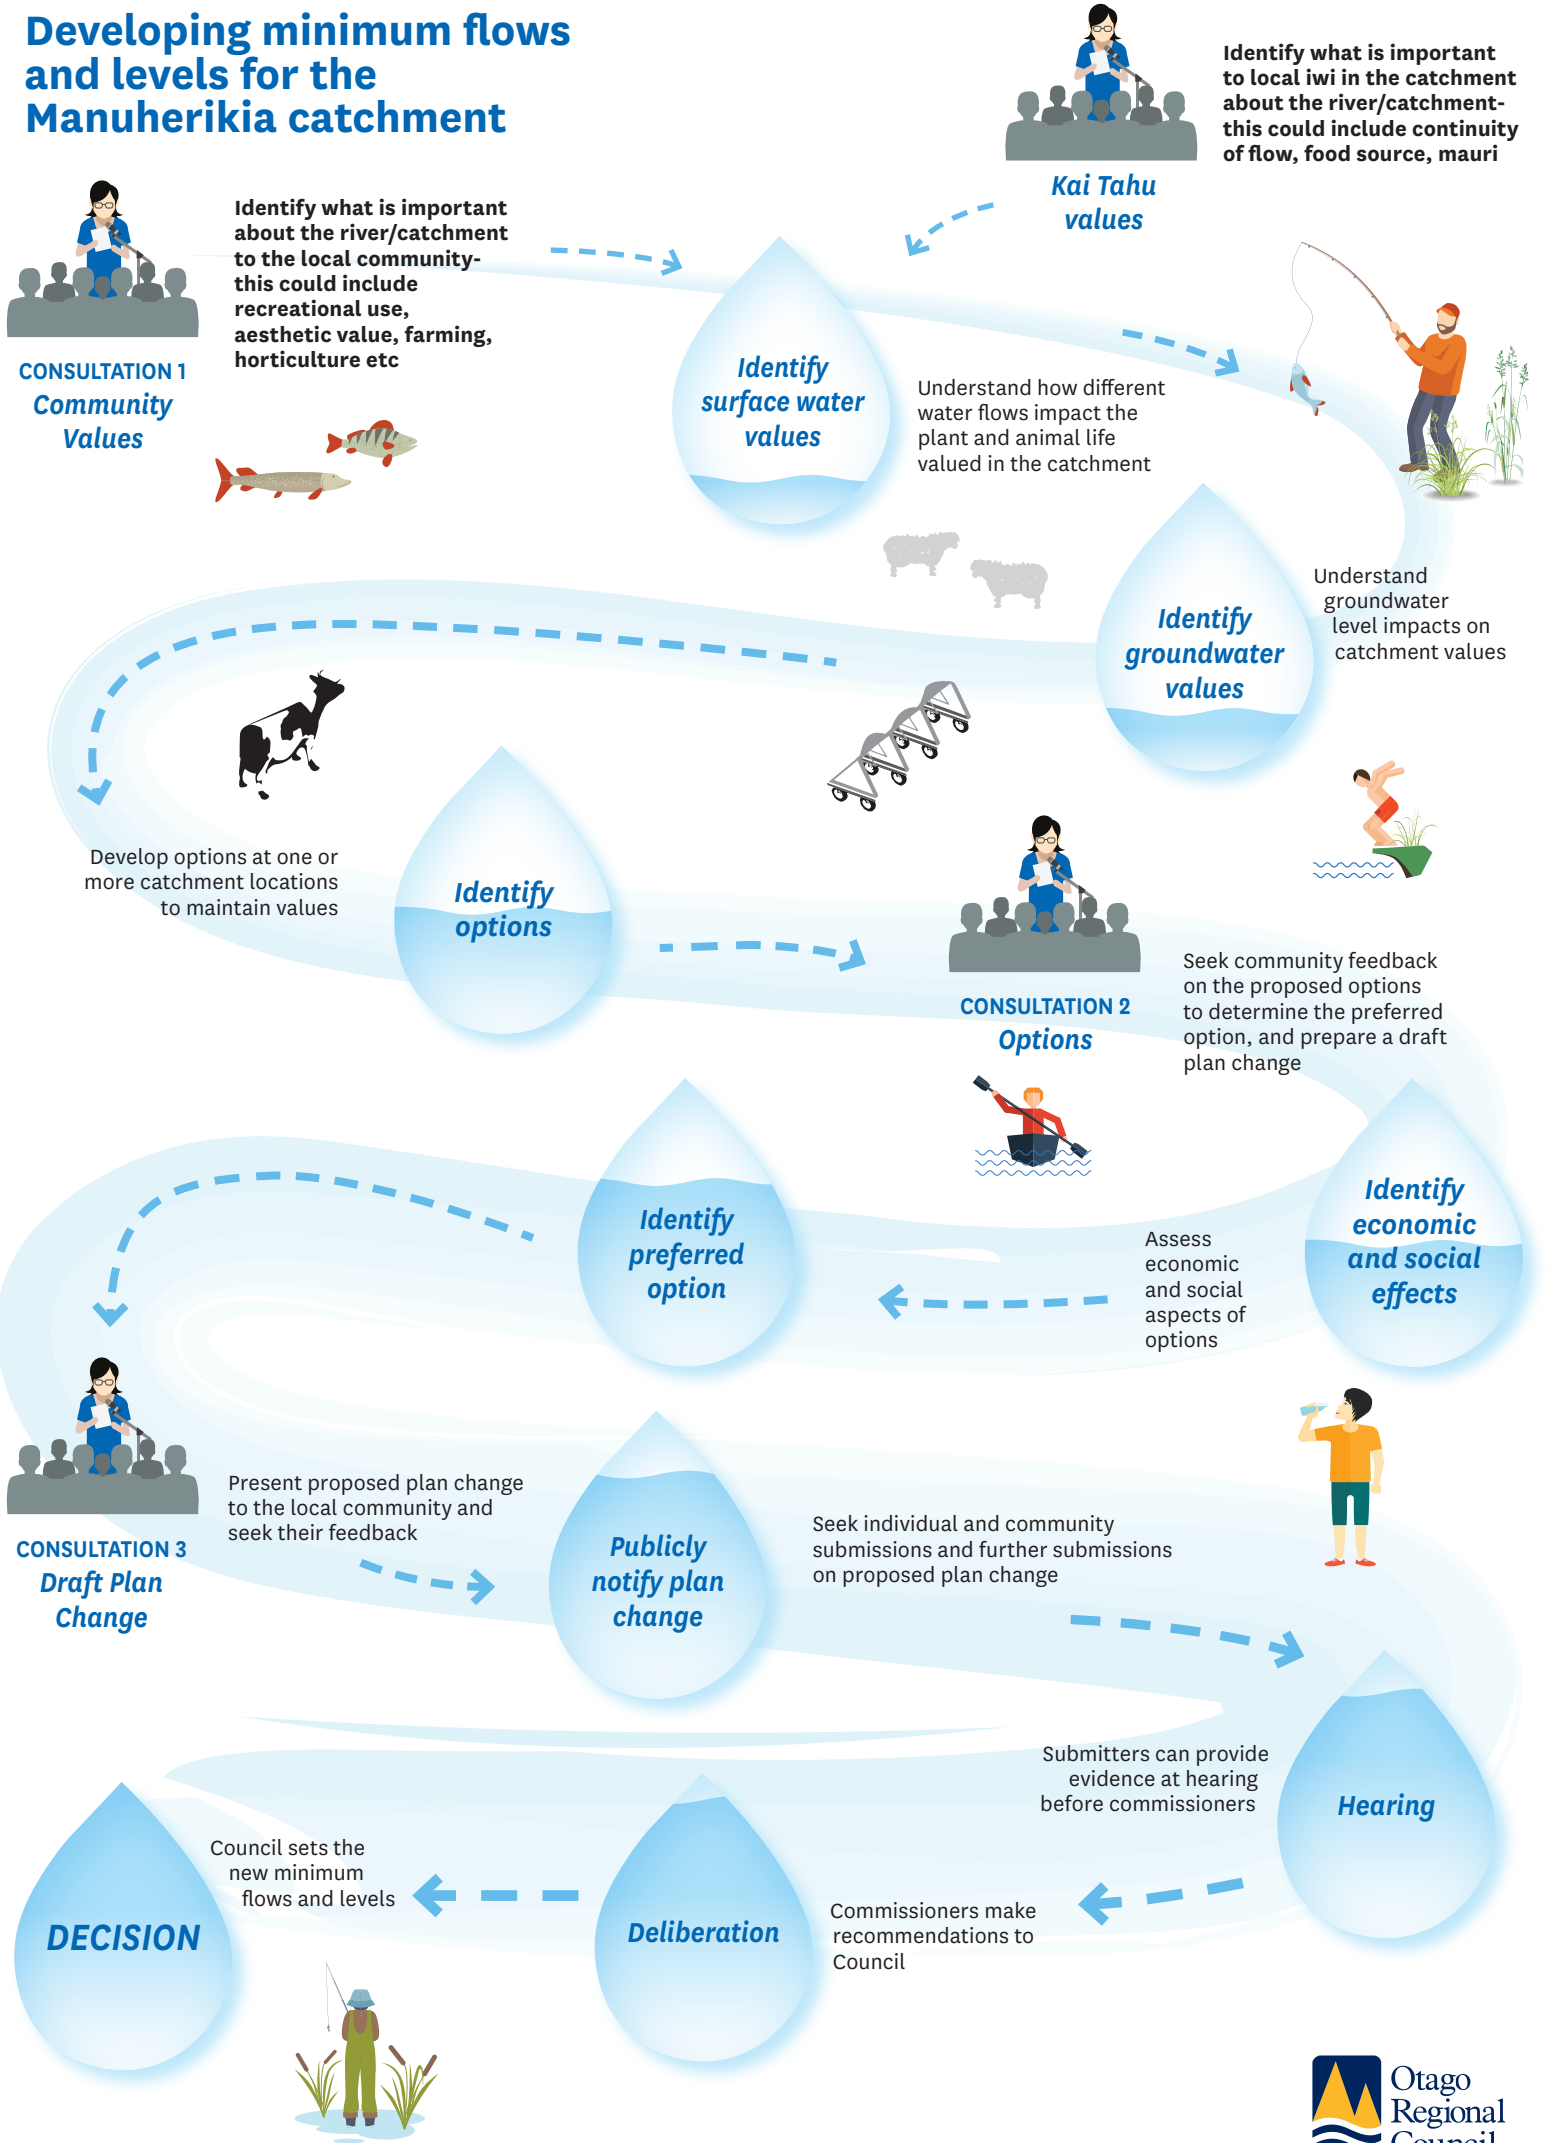 Developing minimum flows
and levels for the
Manuherikia catchment
Identify what is important
to local iwi in the catchment
about the river/catchment-
this could include continuity
of flow, food source, mauri
Kai Tahu
values
Identify what is important
about the river/catchment
to the local community-
this could include
recreational use,
aesthetic value, farming,
horticulture etc
CONSULTATION 1
Community
Values
Identify
surface water
values
Understand how different
water flows impact the
plant and animal life
valued in the catchment
Identify
groundwater
values
Understand
groundwater
level impacts on
catchment values
Develop options at one or
more catchment locations
to maintain values
Identify
options
CONSULTATION 2
Options
Seek community feedback
on the proposed options
to determine the preferred
option, and prepare a draft
plan change
Identify
economic
and social
effects
Assess
economic
and social
aspects of
options
Identify
preferred
option
CONSULTATION 3
Draft Plan
Change
Present proposed plan change
to the local community and
seek their feedback
Publicly
notify plan
change
Seek individual and community
submissions and further submissions
on proposed plan change
Hearing
Submitters can provide
evidence at hearing
before commissioners
Deliberation
Commissioners make
recommendations to
Council
DECISION
Council sets the
new minimum
flows and levels
Otago
Regional
Council